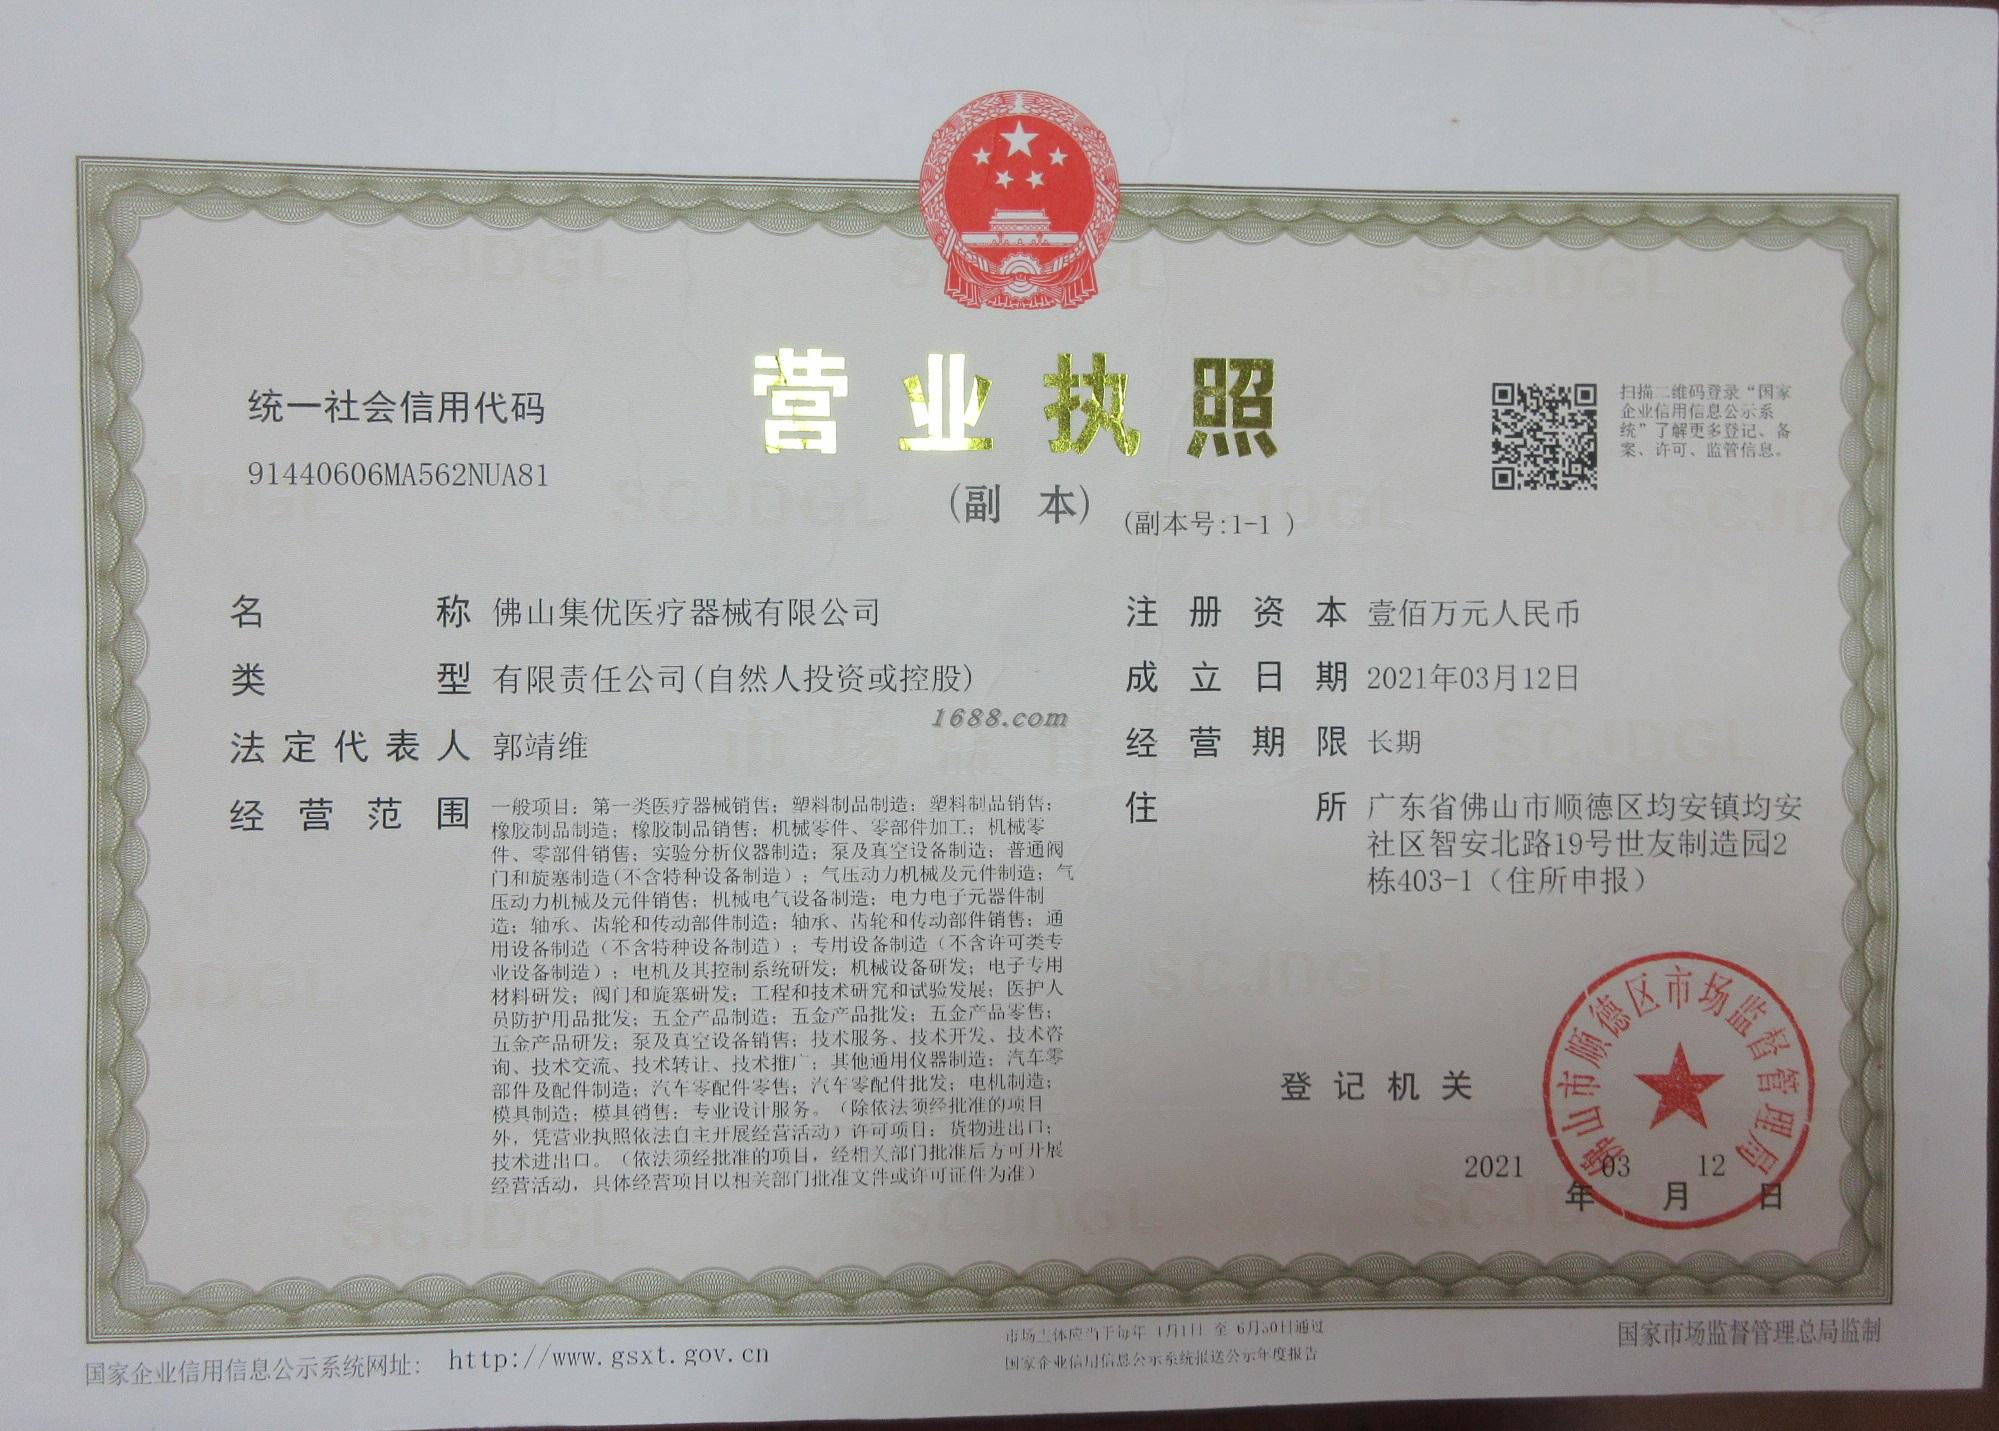 营业执照
(副 本)
(副本号:1-1 )
统一社会信用代码
91440606MA562NUA81
扫描二维码登录“国家
企业信用信息公示系
统”了解更多登记、备
案、许可、监管信息。
名 称 佛山集优医疗器械有限公司
类 型 有限责任公司(自然人投资或控股)
法定代表人 郭靖维
经营范围 一般项目：第一类医疗器械销售；塑料制品制造；塑料制品销售；
橡胶制品制造；橡胶制品销售；机械零件、零部件加工；机械零
件、零部件销售；实验分析仪器制造；泵及真空设备制造；普通阀
门和旋塞制造(不含特种设备制造）；气压动力机械及元件制造；气
压动力机械及元件销售；机械电气设备制造；电力电子元器件制
造；轴承、齿轮和传动部件制造；轴承、齿轮和传动部件销售；通
用设备制造（不含特种设备制造）；专用设备制造（不含许可类专
业设备制造）；电机及其控制系统研发；机械设备研发；电子专用
材料研发；阀门和旋塞研发；工程和技术研究和试验发展；医护人
员防护用品批发；五金产品制造；五金产品批发；五金产品零售；
五金产品研发；泵及真空设备销售；技术服务、技术开发、技术咨
询、技术交流、技术转让、技术推广；其他通用仪器制造；汽车零
部件及配件制造；汽车零配件零售；汽车零配件批发；电机制造；
模具制造；模具销售；专业设计服务。（除依法须经批准的项目
外，凭营业执照依法自主开展经营活动）许可项目：货物进出口；
技术进出口。（依法须经批准的项目，经相关部门批准后方可开展
经营活动，具体经营项目以相关部门批准文件或许可证件为准）
1688.com
注册资本 壹佰万元人民币
成立日期 2021年03月12日
经营期限 长期
住 所 广东省佛山市顺德区均安镇均安
社区智安北路19号世友制造园2
栋403-1（住所申报）
登记机关
佛山市顺德区市场监督管理局
2021 年 03 月 12 日
国家企业信用信息公示系统网址: http://www.gsxt.gov.cn
市场主体应当于每年 1月1日 至 6月30日通过
国家企业信用信息公示系统报送公示年度报告
国家市场监督管理总局监制